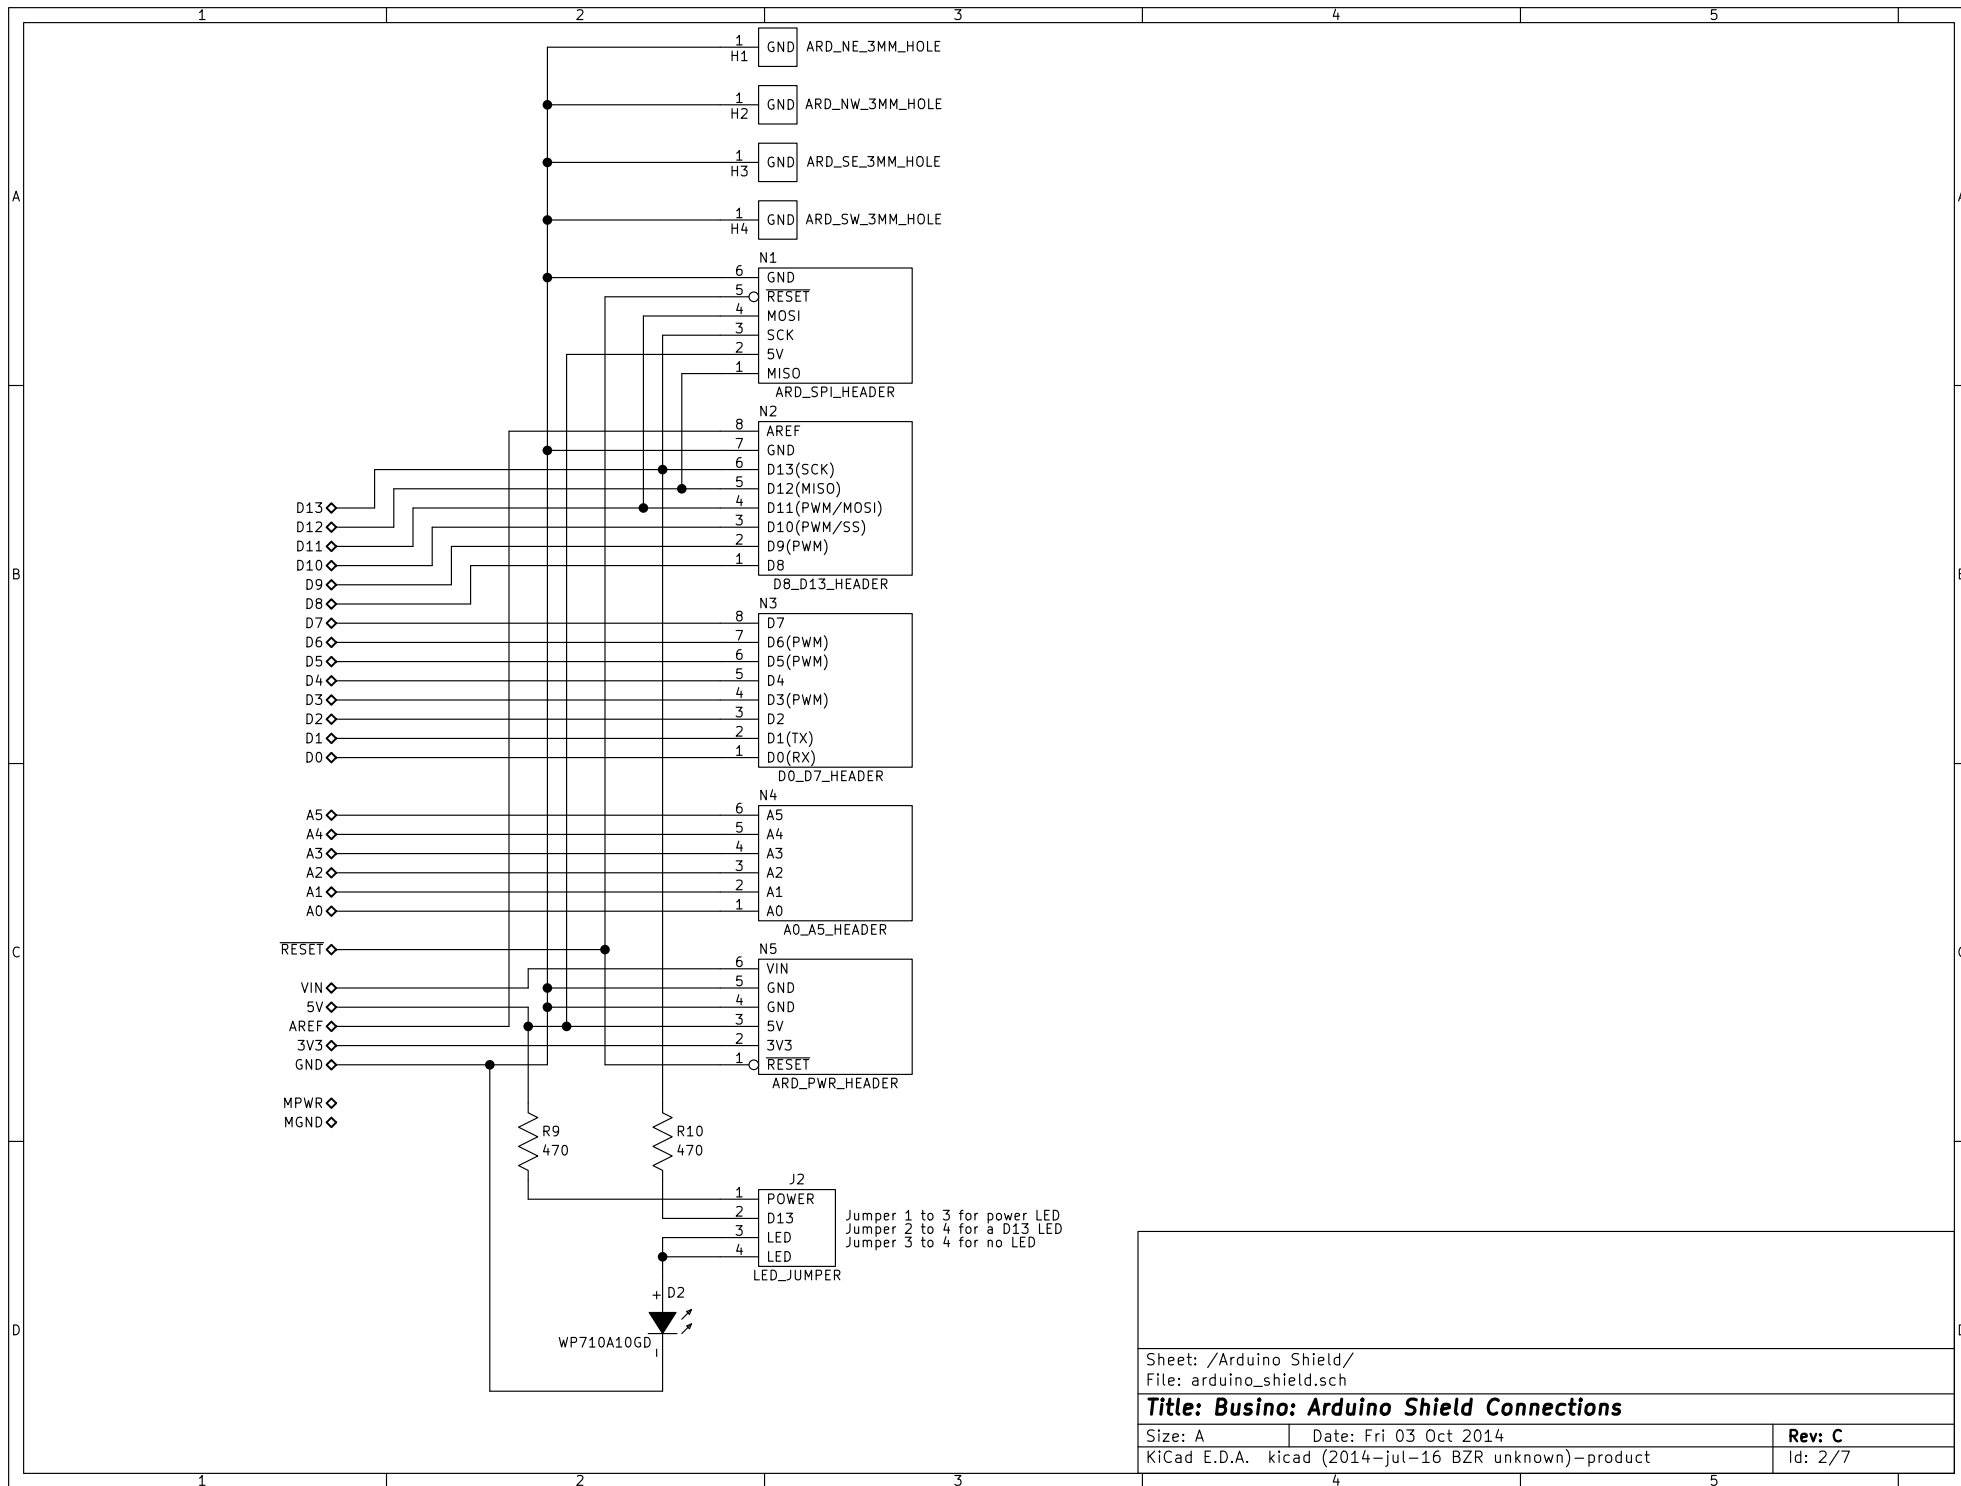 1 2 3 4 5
1 GND ARD_NE_3MM_HOLE
H1
1 GND ARD_NW_3MM_HOLE
H2
1 GND ARD_SE_3MM_HOLE
H3
A
1 GND ARD_SW_3MM_HOLE
H4
N1
6 GND
5 RESET
4 MOSI
3 SCK
2 5V
1 MISO
ARD_SPI_HEADER
N2
8 AREF
7 GND
6 D13(SCK)
5 D12(MISO)
4 D11(PWM/MOSI)
3 D10(PWM/SS)
2 D9(PWM)
1 D8
D8_D13_HEADER
D13
D12
D11
D10
B
D9
D8
N3
D7 8 D7
D6 7 D6(PWM)
D5 6 D5(PWM)
D4 5 D4
D3 4 D3(PWM)
D2 3 D2
D1 2 D1(TX)
D0 1 D0(RX)
D0_D7_HEADER
N4
A5 6 A5
A4 5 A4
A3 4 A3
A2 3 A2
A1 2 A1
A0 1 A0
A0_A5_HEADER
C
RESET
N5
6 VIN
VIN 5 GND
5V 4 GND
AREF 3 5V
3V3 2 3V3
GND 1 RESET
ARD_PWR_HEADER
MPWR
MGND
R9
470
R10
470
J2
1 POWER
2 D13
3 LED
4 LED
LED_JUMPER
Jumper 1 to 3 for power LED
Jumper 2 to 4 for a D13 LED
Jumper 3 to 4 for no LED
+ D2
D
WP710A10GD
-
Sheet: /Arduino Shield/
File: arduino_shield.sch
Title: Busino: Arduino Shield Connections
Size: A Date: Fri 03 Oct 2014 Rev: C
KiCad E.D.A. kicad (2014-jul-16 BZR unknown)-product Id: 2/7
1 2 3 4 5